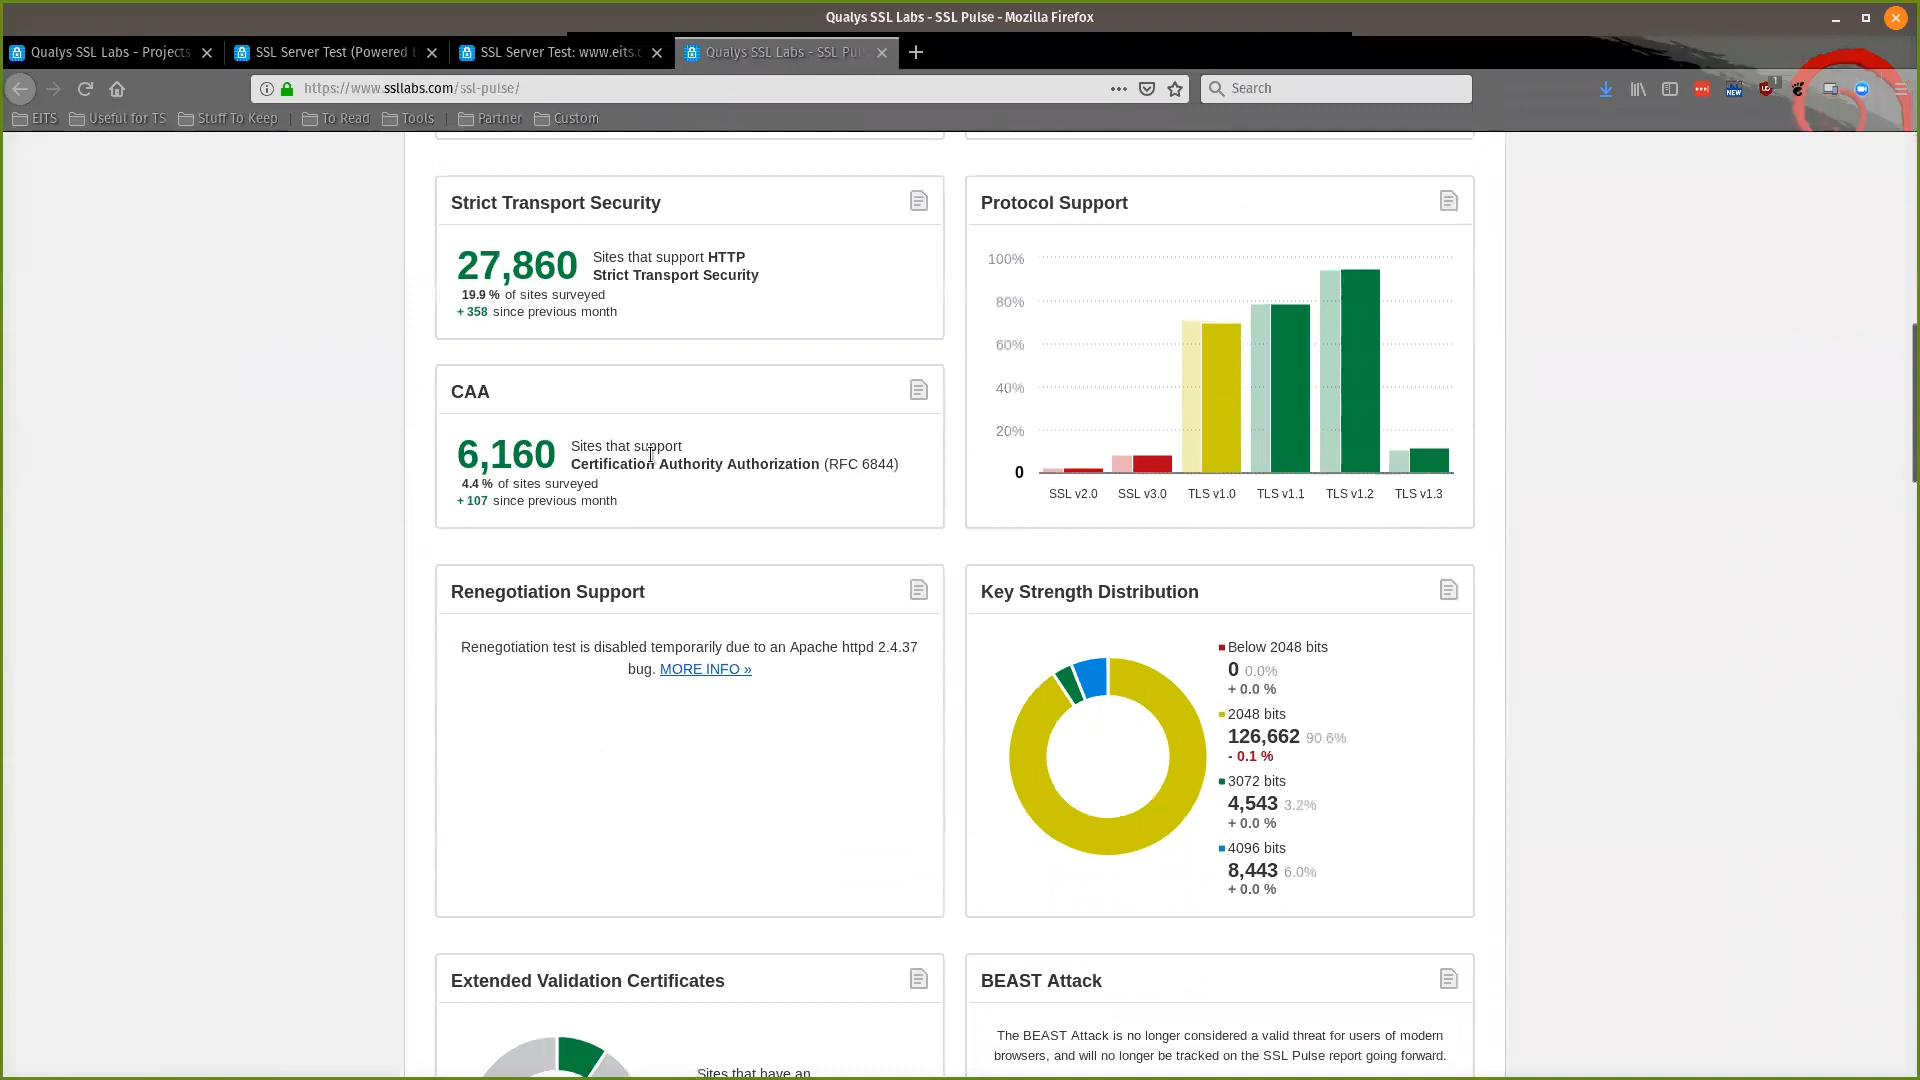 Qualys SSL Labs - SSL Pulse - Mozilla Firefox
Qualys SSL Labs - Projects
SSL Server Test (Powered
SSL Server Test: www.eits.
Qualys SSL Labs - SSL Pul
https://www.ssllabs.com/ssl-pulse/
Search
NEW
1
EITS
Useful for TS
Stuff To Keep
To Read
Tools
Partner
Custom
Strict Transport Security
27,860 Sites that support HTTP
Strict Transport Security
19.9 % of sites surveyed
+ 358 since previous month
Protocol Support
100%
80%
60%
40%
20%
0
SSL v2.0 SSL v3.0 TLS v1.0 TLS v1.1 TLS v1.2 TLS v1.3
CAA
6,160 Sites that support
Certification Authority Authorization (RFC 6844)
4.4 % of sites surveyed
+ 107 since previous month
Renegotiation Support
Renegotiation test is disabled temporarily due to an Apache httpd 2.4.37
bug. MORE INFO »
Key Strength Distribution
Below 2048 bits
0 0.0%
+ 0.0 %
2048 bits
126,662 90.6%
- 0.1 %
3072 bits
4,543 3.2%
+ 0.0 %
4096 bits
8,443 6.0%
+ 0.0 %
Extended Validation Certificates
Sites that have an
BEAST Attack
The BEAST Attack is no longer considered a valid threat for users of modern
browsers, and will no longer be tracked on the SSL Pulse report going forward.